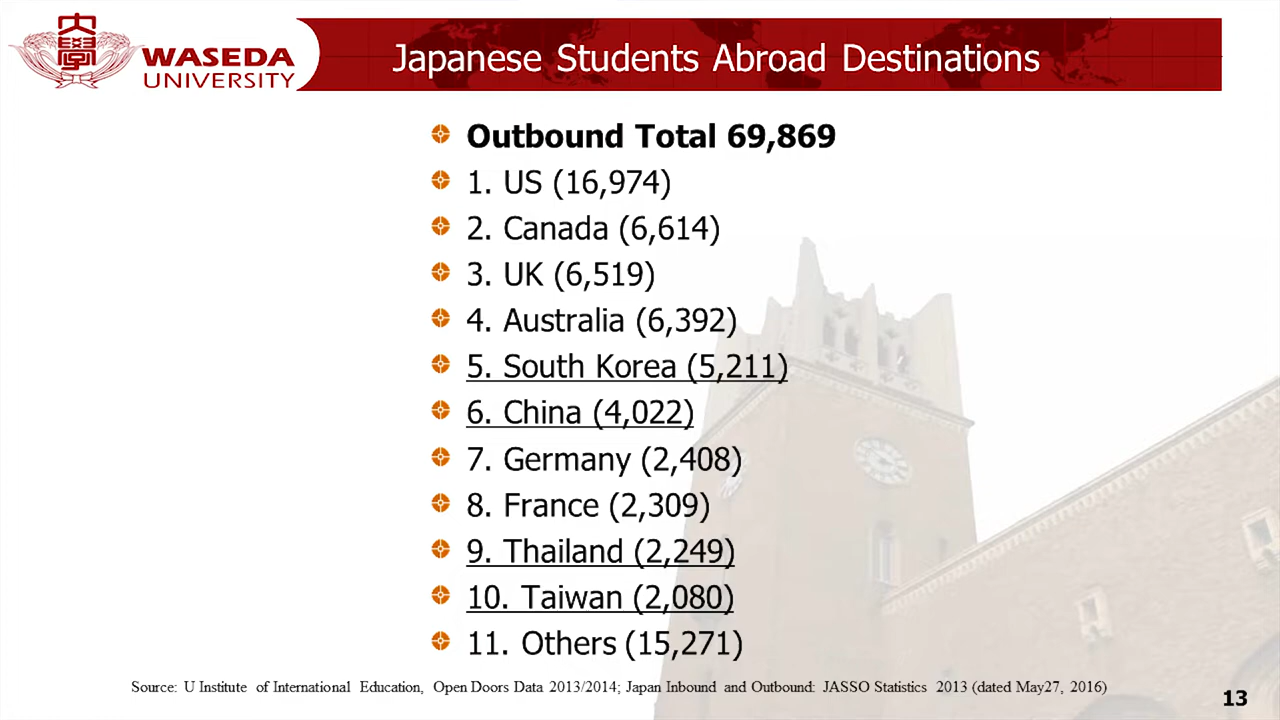 大學
WASEDA
UNIVERSITY
Japanese Students Abroad Destinations
Outbound Total 69,869
1. US (16,974)
2. Canada (6,614)
3. UK (6,519)
4. Australia (6,392)
5. South Korea (5,211)
6. China (4,022)
7. Germany (2,408)
8. France (2,309)
9. Thailand (2,249)
10. Taiwan (2,080)
11. Others (15,271)
Source: U Institute of International Education, Open Doors Data 2013/2014; Japan Inbound and Outbound: JASSO Statistics 2013 (dated May27, 2016)
13